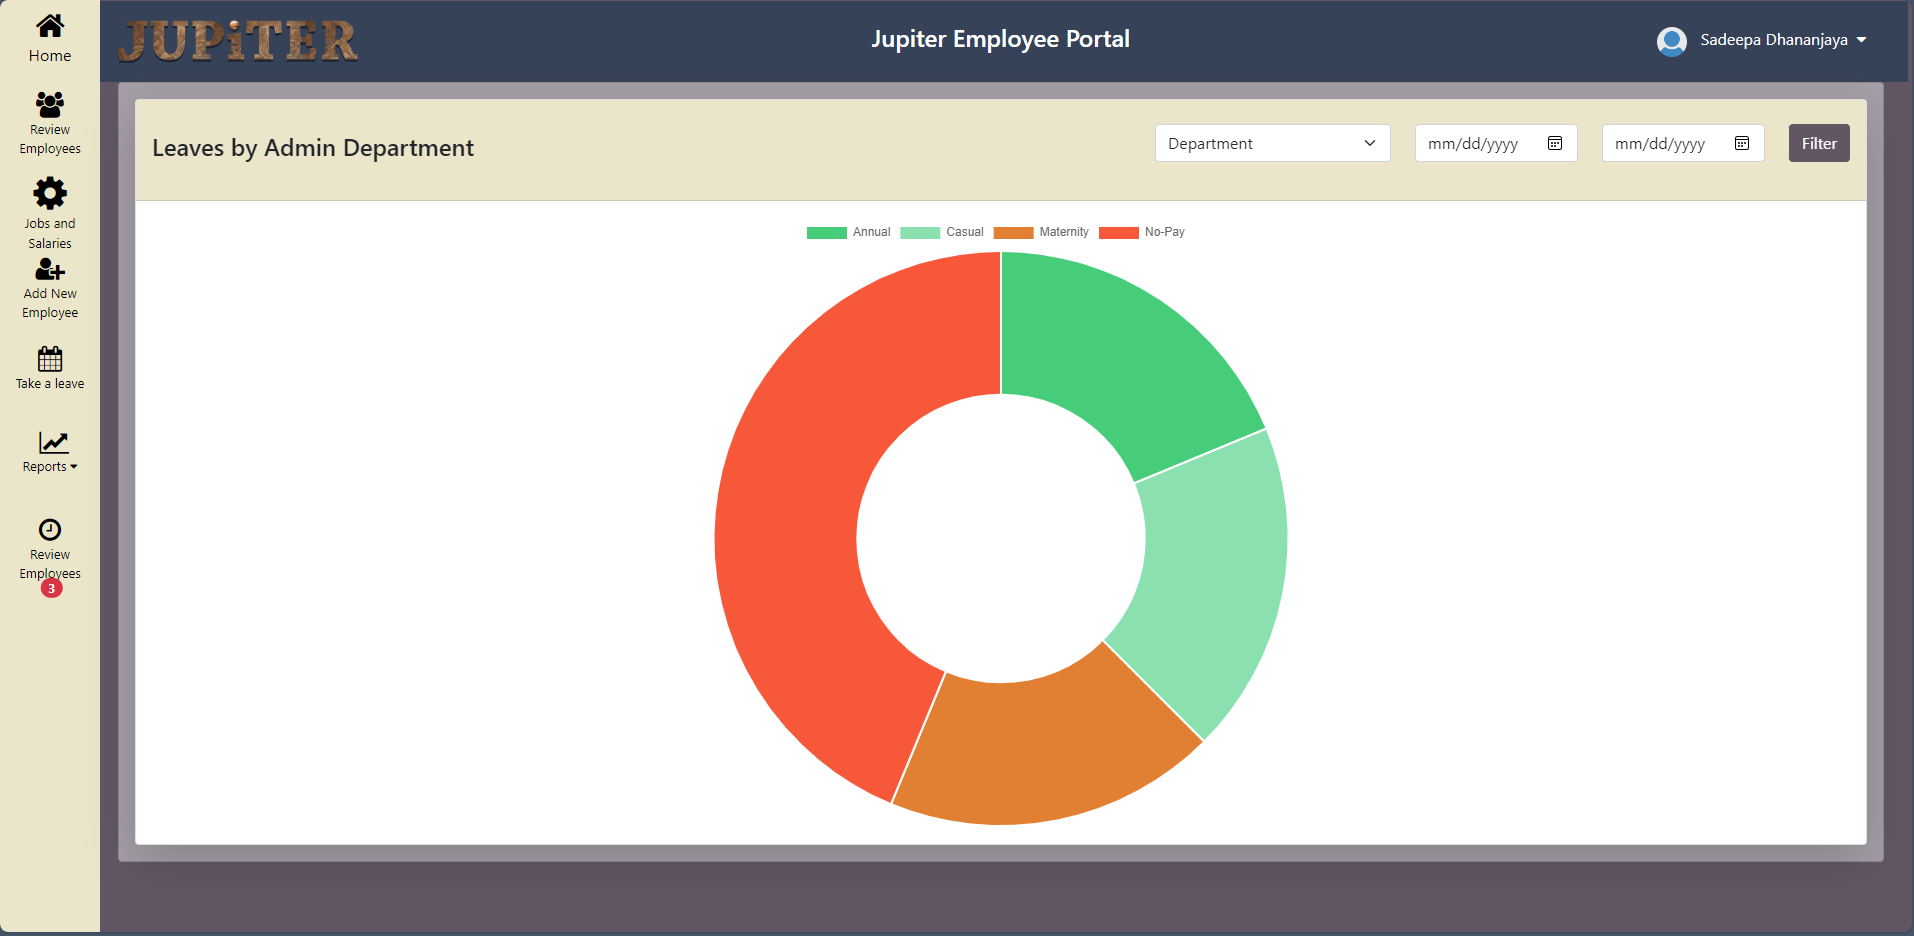 Home
Review
Employees
Jobs and
Salaries
Add New
Employee
Take a leave
Reports
Review
Employees
3
JUPiTER
Jupiter Employee Portal
Sadeepa Dhananjaya
Leaves by Admin Department
Department
mm/dd/yyyy
mm/dd/yyyy
Filter
Annual
Casual
Maternity
No-Pay